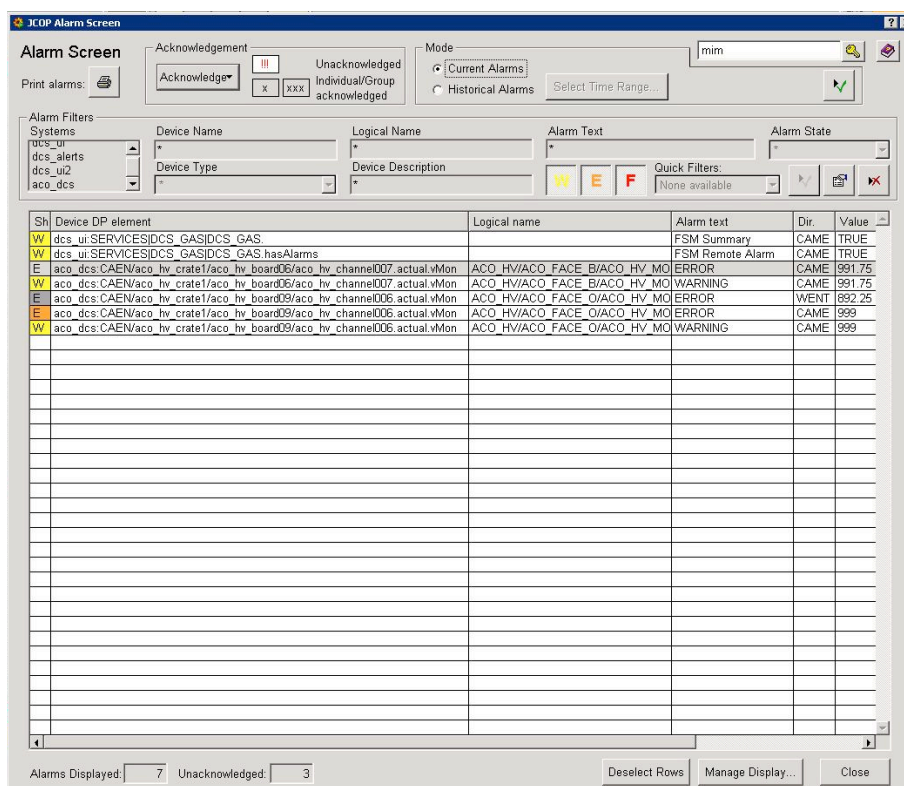 JCOP Alarm Screen
Alarm Screen
Print alarms:
Acknowledgement
Acknowledge
!!! Unacknowledged
x xxx Individual/Group acknowledged
Mode
Current Alarms
Historical Alarms Select Time Range...
mim
Alarm Filters
Systems Device Name Logical Name Alarm Text Alarm State
dcs_ui * * * *
dcs_alerts
dcs_ui2 Device Type Device Description W E F Quick Filters:
aco_dcs * * None available
Sh Device DP element Logical name Alarm text Dir. Value
W dcs_ui:SERVICES|DCS_GAS|DCS_GAS. FSM Summary CAME TRUE
W dcs_ui:SERVICES|DCS_GAS|DCS_GAS.hasAlarms FSM Remote Alarm CAME TRUE
E aco_dcs:CAEN/aco_hv_crate1/aco_hv_board06/aco_hv_channel007.actual.vMon ACO_HV/ACO_FACE_B/ACO_HV_MO ERROR CAME 991.75
W aco_dcs:CAEN/aco_hv_crate1/aco_hv_board06/aco_hv_channel007.actual.vMon ACO_HV/ACO_FACE_B/ACO_HV_MO WARNING CAME 991.75
E aco_dcs:CAEN/aco_hv_crate1/aco_hv_board09/aco_hv_channel006.actual.vMon ACO_HV/ACO_FACE_O/ACO_HV_MO ERROR WENT 892.25
E aco_dcs:CAEN/aco_hv_crate1/aco_hv_board09/aco_hv_channel006.actual.vMon ACO_HV/ACO_FACE_O/ACO_HV_MO ERROR CAME 999
W aco_dcs:CAEN/aco_hv_crate1/aco_hv_board09/aco_hv_channel006.actual.vMon ACO_HV/ACO_FACE_O/ACO_HV_MO WARNING CAME 999
Alarms Displayed: 7 Unacknowledged: 3 Deselect Rows Manage Display... Close